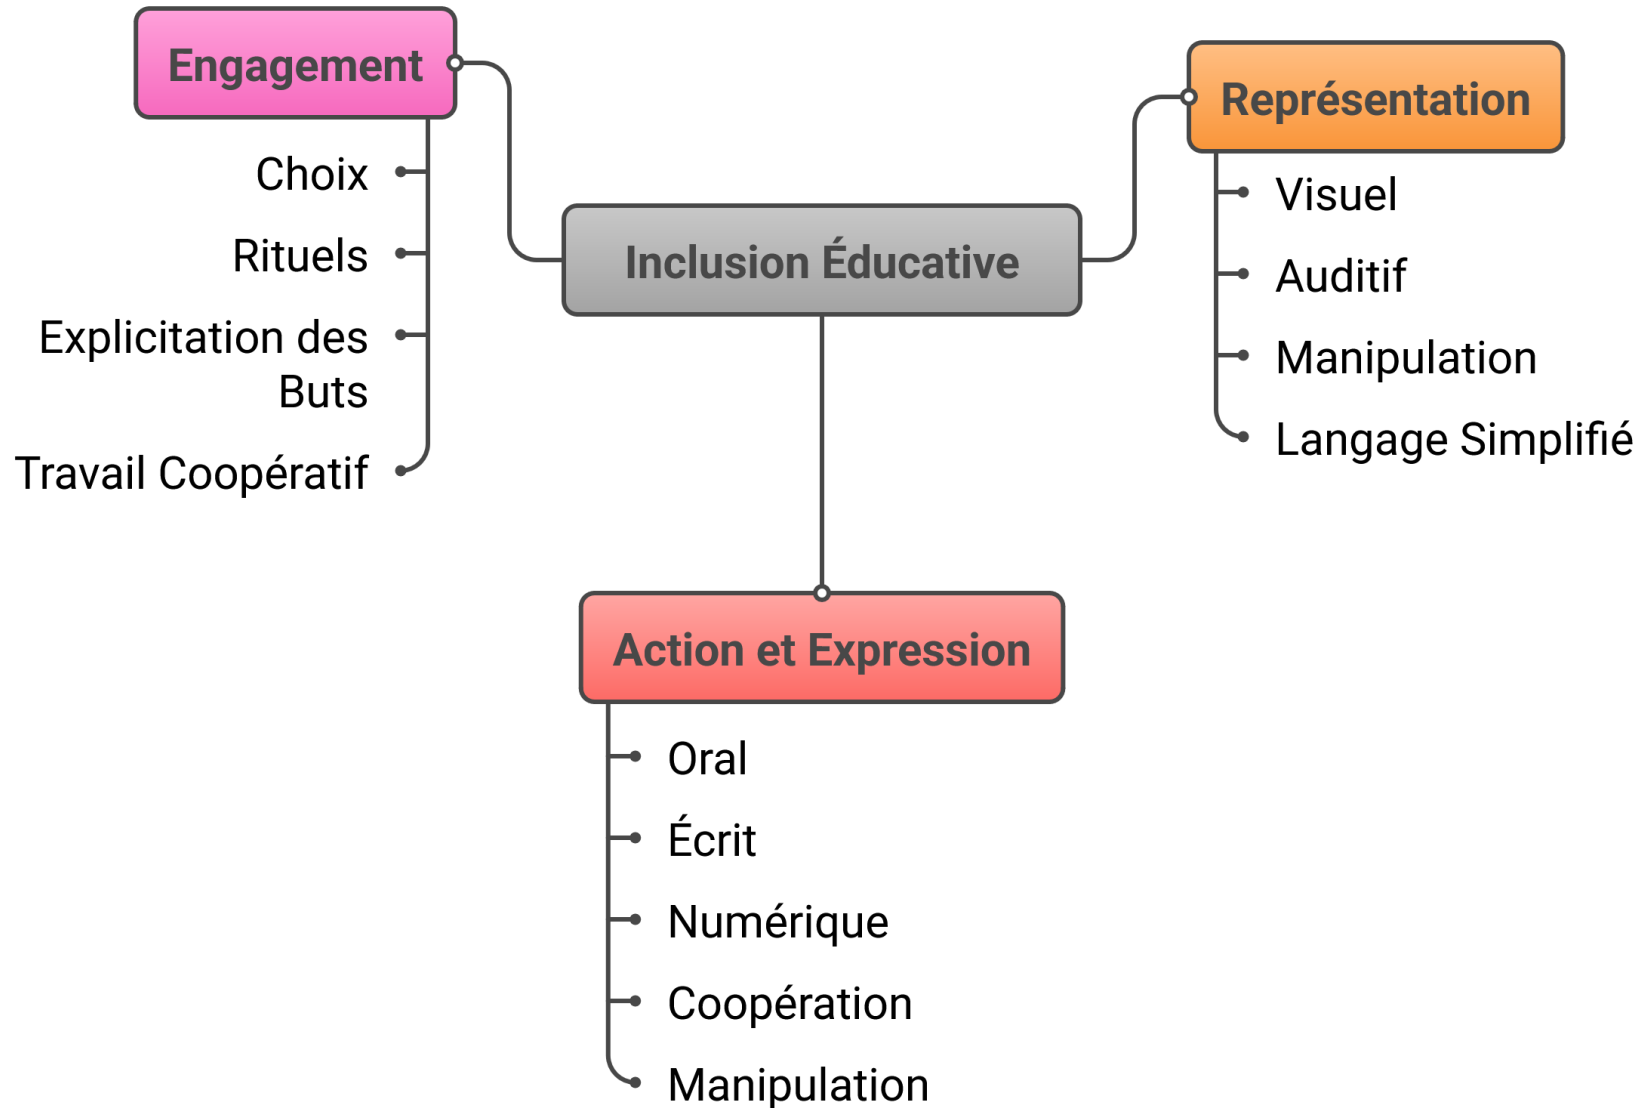 Engagement
Choix
Rituels
Explicitation des
Buts
Travail Coopératif
Inclusion Éducative
Représentation
Visuel
Auditif
Manipulation
Langage Simplifié
Action et Expression
Oral
Écrit
Numérique
Coopération
Manipulation